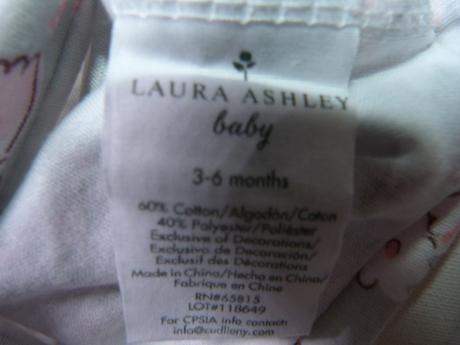 LAURA ASHLEY
baby
3-6 months
60% Cotton/Algodón/Coton
40% Polyester/Poliéster
Exclusive of Decorations/
Exclusivo de Decoración/
Exclusif des Décorations
Made in China/Hecho en China/
Fabrique en Chine
RN#65815
LOT#118649
For CPSIA info contact:
info@cudlieny.com